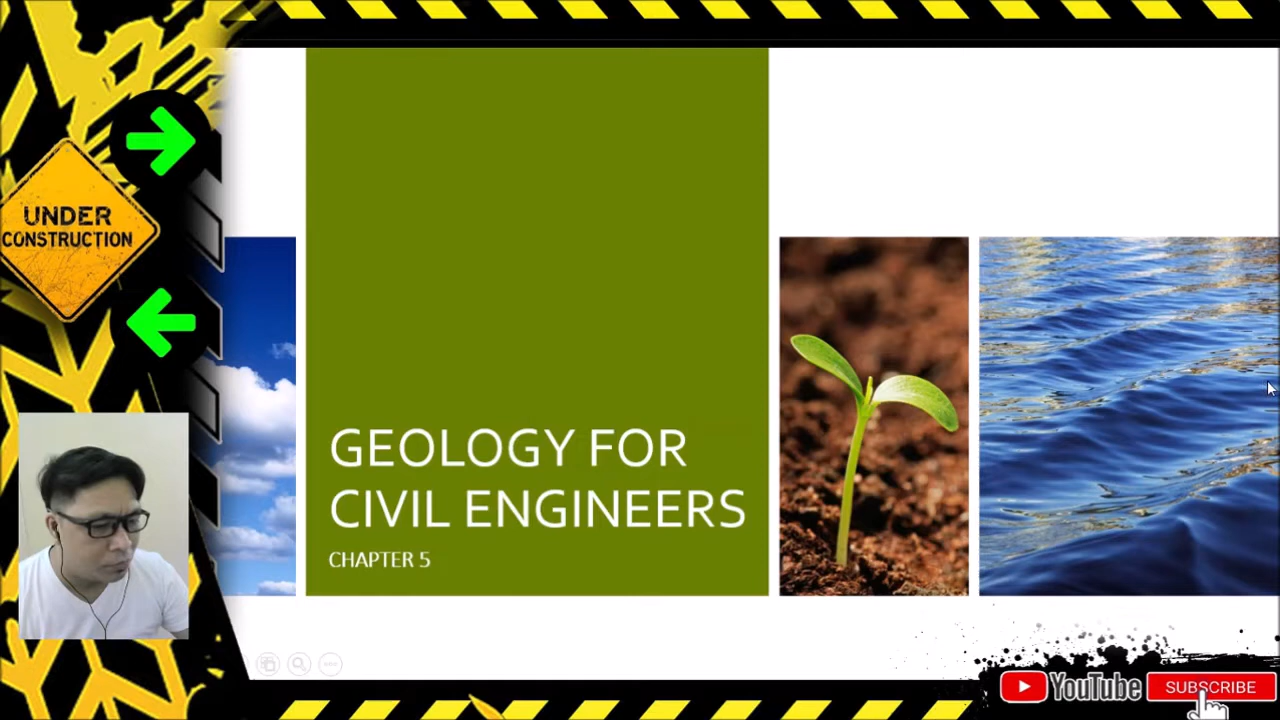 UNDER
CONSTRUCTION
GEOLOGY FOR
CIVIL ENGINEERS
CHAPTER 5
YouTube
SUBSCRIBE